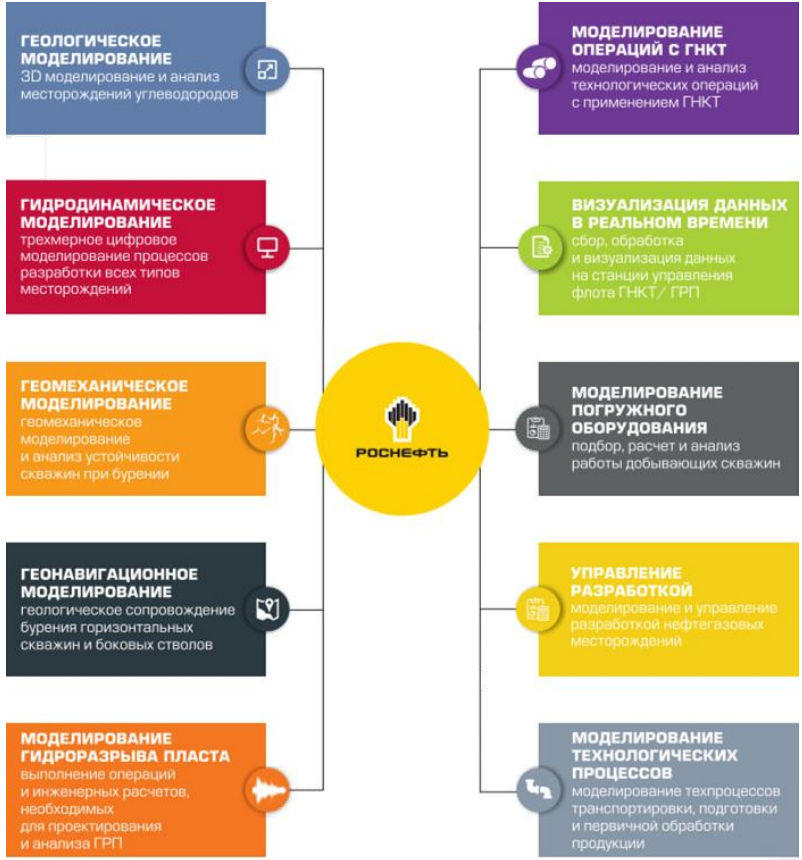 ГЕОЛОГИЧЕСКОЕ
МОДЕЛИРОВАНИЕ
3D моделирование и анализ
месторождений углеводородов
ГИДРОДИНАМИЧЕСКОЕ
МОДЕЛИРОВАНИЕ
трехмерное цифровое
моделирование процессов
разработки всех типов
месторождений
ГЕОМЕХАНИЧЕСКОЕ
МОДЕЛИРОВАНИЕ
геомеханическое
моделирование
и анализ устойчивости
скважин при бурении
ГЕОНАВИГАЦИОННОЕ
МОДЕЛИРОВАНИЕ
геологическое сопровождение
бурения горизонтальных
скважин и боковых стволов
МОДЕЛИРОВАНИЕ
ГИДРОРАЗРЫВА ПЛАСТА
выполнение операций
и инженерных расчетов,
необходимых
для проектирования
и анализа ГРП
РОСНЕФТЬ
МОДЕЛИРОВАНИЕ
ОПЕРАЦИЙ С ГНКТ
моделирование и анализ
технологических операций
с применением ГНКТ
ВИЗУАЛИЗАЦИЯ ДАННЫХ
В РЕАЛЬНОМ ВРЕМЕНИ
сбор, обработка
и визуализация данных
на станции управления
флота ГНКТ/ ГРП
МОДЕЛИРОВАНИЕ
ПОГРУЖНОГО
ОБОРУДОВАНИЯ
подбор, расчет и анализ
работы добывающих скважин
УПРАВЛЕНИЕ
РАЗРАБОТКОЙ
моделирование и управление
разработкой нефтегазовых
месторождений
МОДЕЛИРОВАНИЕ
ТЕХНОЛОГИЧЕСКИХ
ПРОЦЕССОВ
моделирование техпроцессов
транспортировки, подготовки
и первичной обработки
продукции